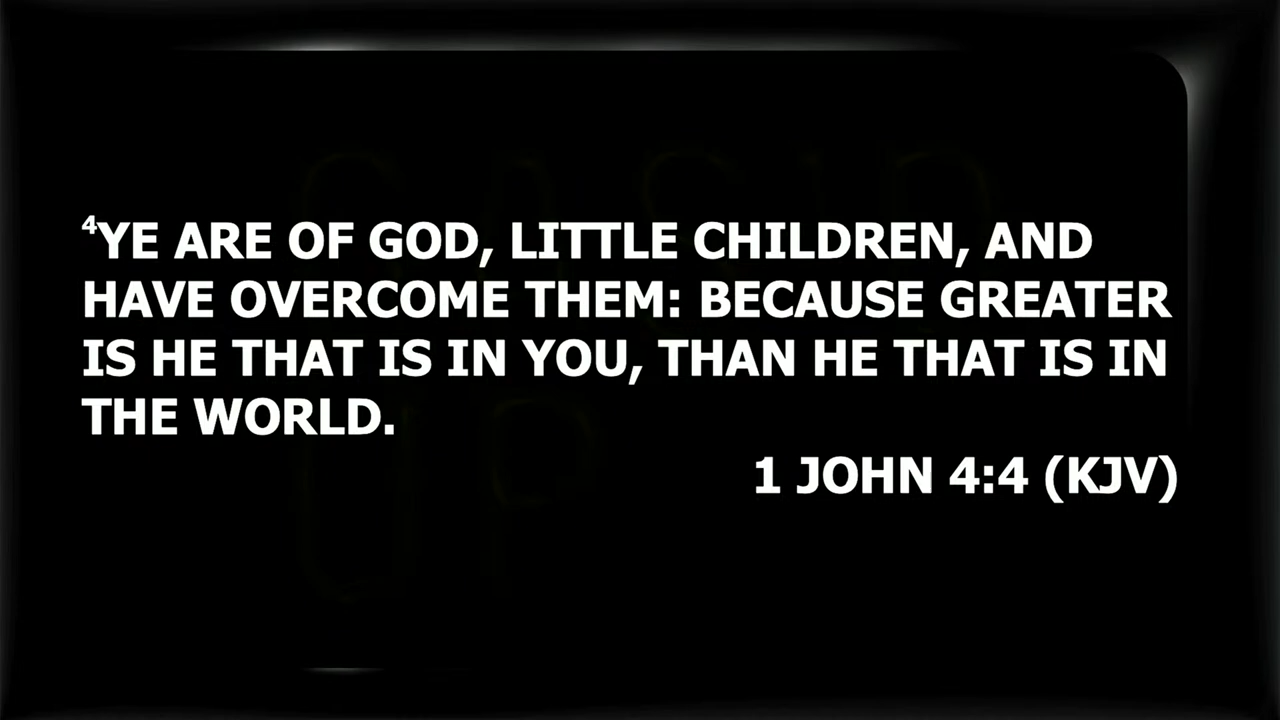 ⁴YE ARE OF GOD, LITTLE CHILDREN, AND
HAVE OVERCOME THEM: BECAUSE GREATER
IS HE THAT IS IN YOU, THAN HE THAT IS IN
THE WORLD.
1 JOHN 4:4 (KJV)